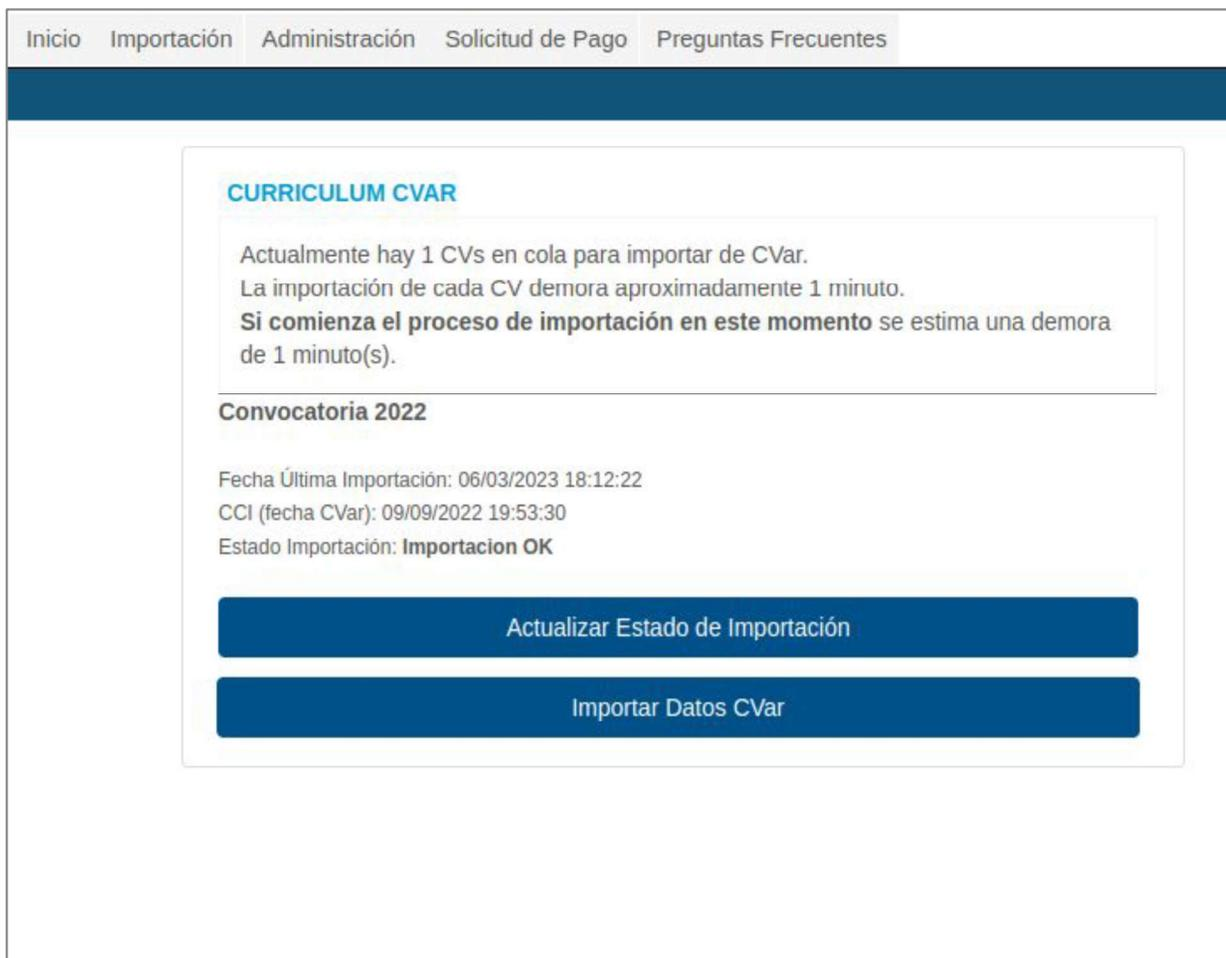 Inicio Importación Administración Solicitud de Pago Preguntas Frecuentes
CURRICULUM CVAR
Actualmente hay 1 CVs en cola para importar de CVar.
La importación de cada CV demora aproximadamente 1 minuto.
Si comienza el proceso de importación en este momento se estima una demora
de 1 minuto(s).
Convocatoria 2022
Fecha Última Importación: 06/03/2023 18:12:22
CCI (fecha CVar): 09/09/2022 19:53:30
Estado Importación: Importacion OK
Actualizar Estado de Importación
Importar Datos CVar